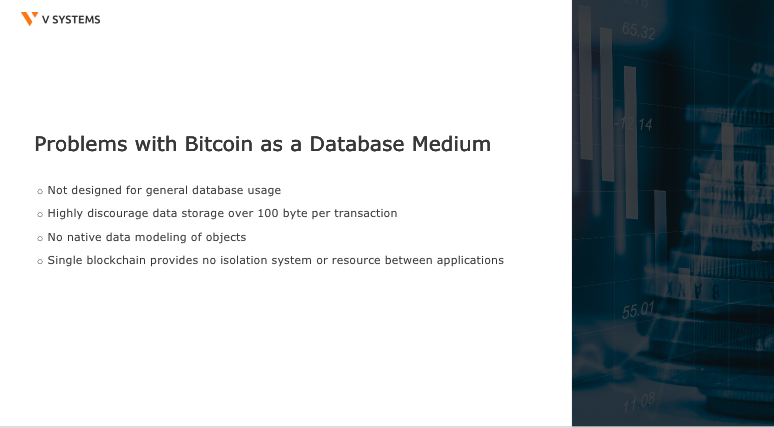 V SYSTEMS
Problems with Bitcoin as a Database Medium
Not designed for general database usage
Highly discourage data storage over 100 byte per transaction
No native data modeling of objects
Single blockchain provides no isolation system or resource between applications
65.32
55.01
11.08